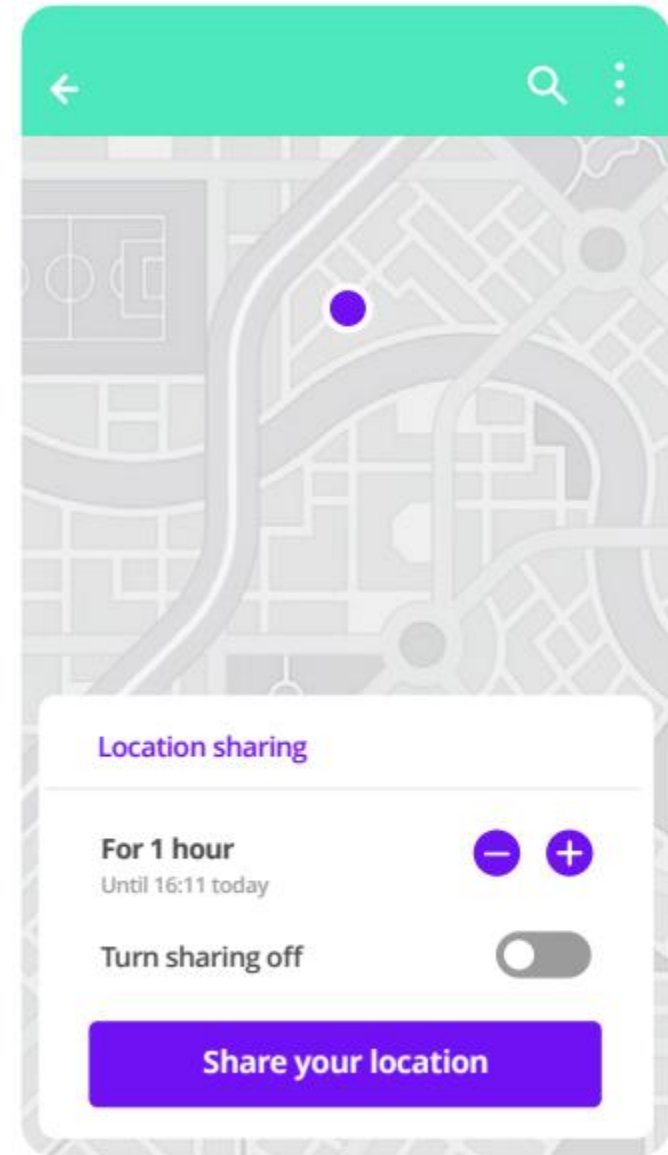 Location sharing
For 1 hour
Until 16:11 today
Turn sharing off
Share your location